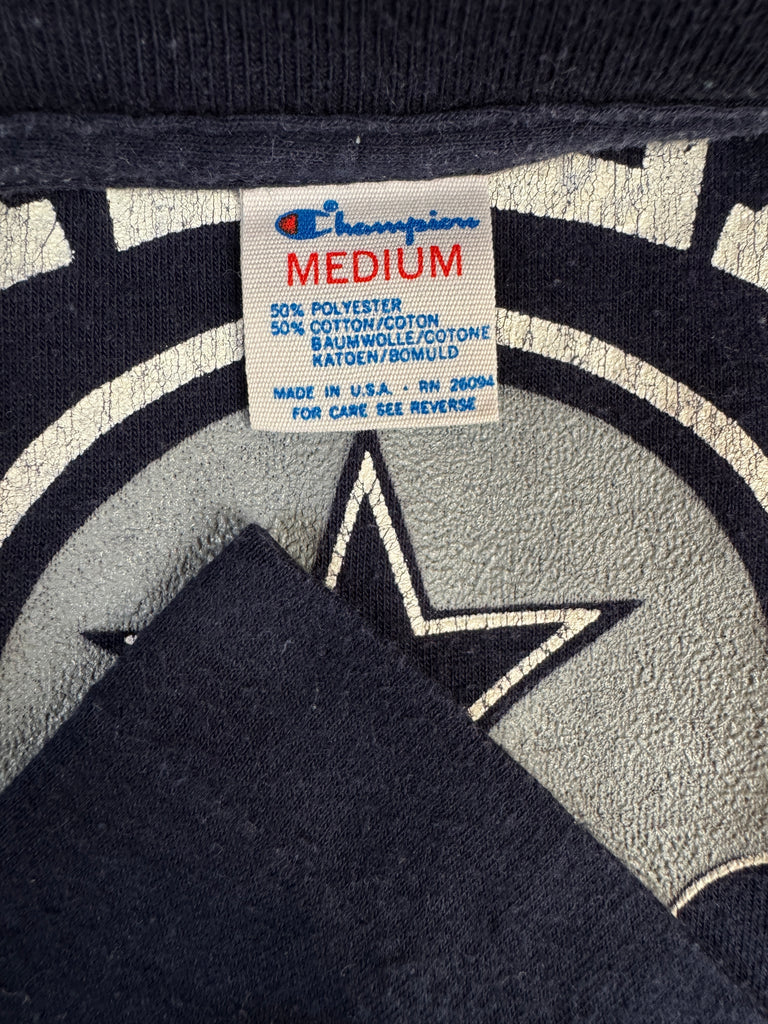 Champion®
MEDIUM
50% POLYESTER
50% COTTON/COTON
BAUMWOLLE/COTONE
KATOEN/BOMULD
MADE IN U.S.A. · RN 26094
FOR CARE SEE REVERSE